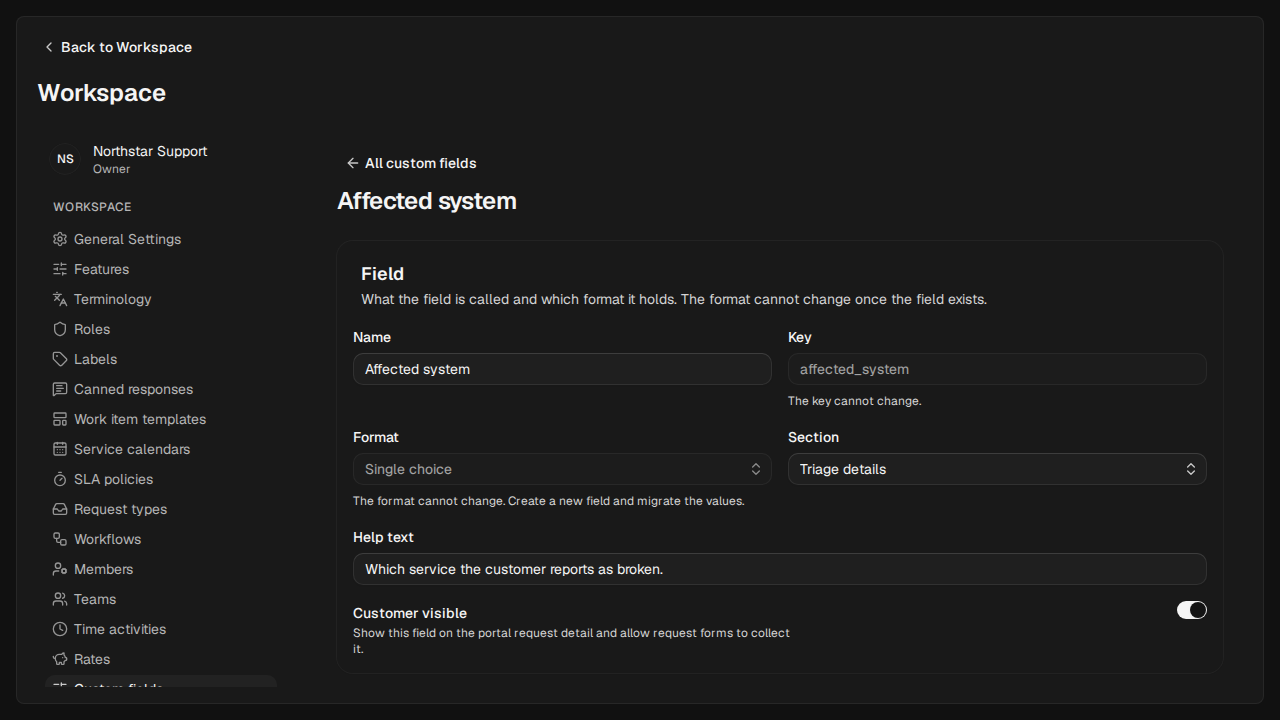 Back to Workspace
Workspace
NS
Northstar Support
Owner
WORKSPACE
General Settings
Features
Terminology
Roles
Labels
Canned responses
Work item templates
Service calendars
SLA policies
Request types
Workflows
Members
Teams
Time activities
Rates
Custom fields
All custom fields
Affected system
Field
What the field is called and which format it holds. The format cannot change once the field exists.
Name
Affected system
Key
affected_system
The key cannot change.
Format
Single choice
The format cannot change. Create a new field and migrate the values.
Section
Triage details
Help text
Which service the customer reports as broken.
Customer visible
Show this field on the portal request detail and allow request forms to collect
it.